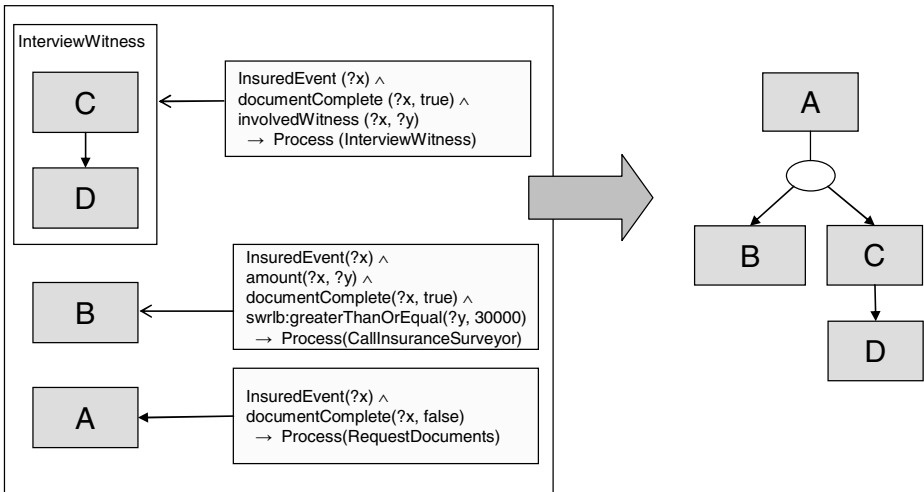 InterviewWitness
C
D
InsuredEvent (?x) ∧
documentComplete (?x, true) ∧
involvedWitness (?x, ?y)
→ Process (InterviewWitness)
B
InsuredEvent(?x) ∧
amount(?x, ?y) ∧
documentComplete(?x, true) ∧
swrlb:greaterThanOrEqual(?y, 30000)
→ Process(CallInsuranceSurveyor)
A
InsuredEvent(?x) ∧
documentComplete(?x, false)
→ Process(RequestDocuments)
A
B
C
D